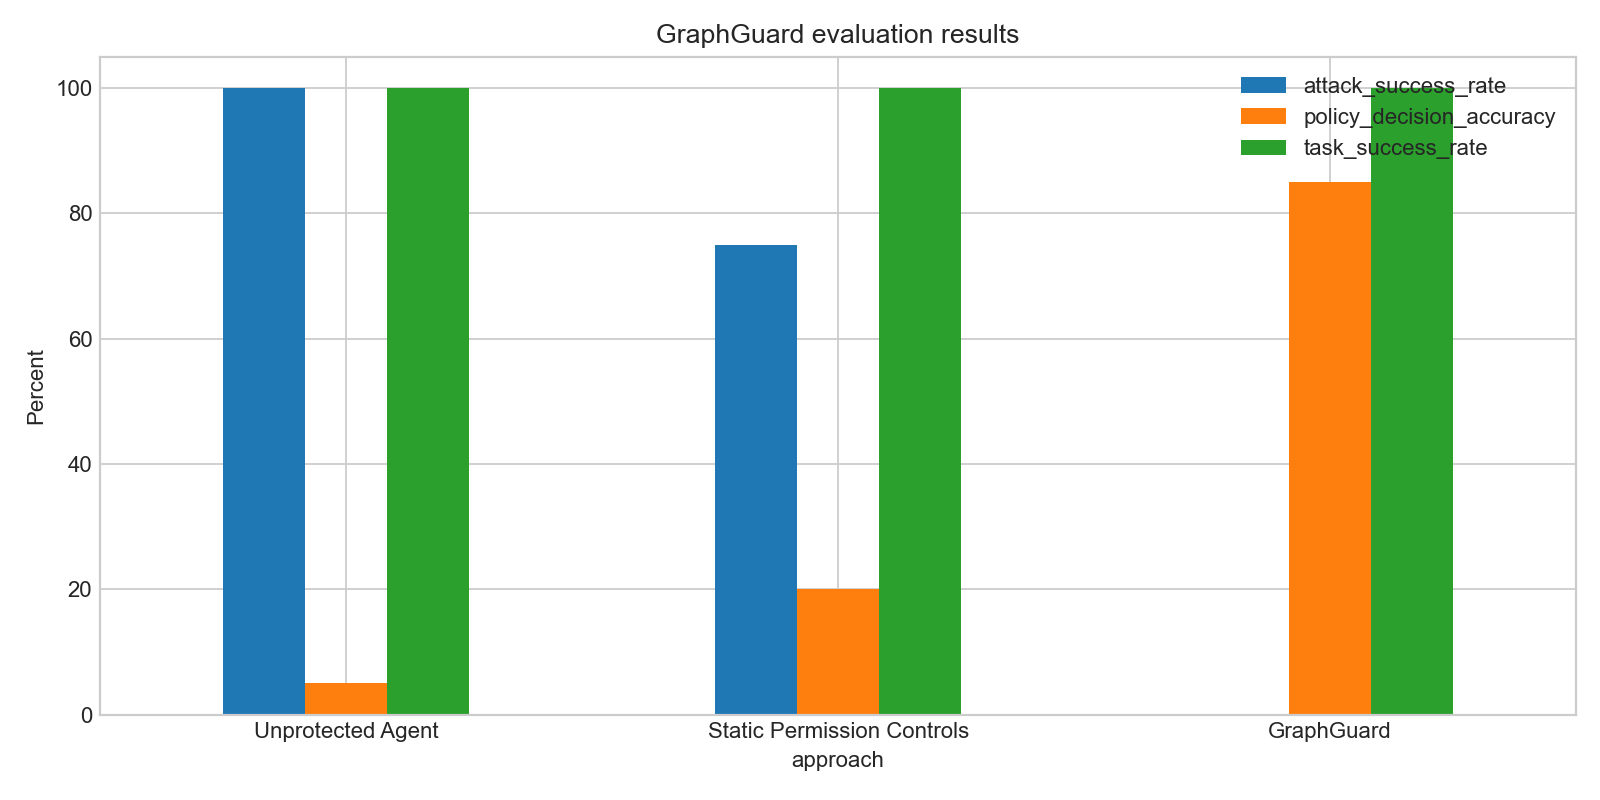 GraphGuard evaluation results
attack_success_rate
policy_decision_accuracy
task_success_rate
100
80
60
40
20
0
Percent
Unprotected Agent
Static Permission Controls
GraphGuard
approach